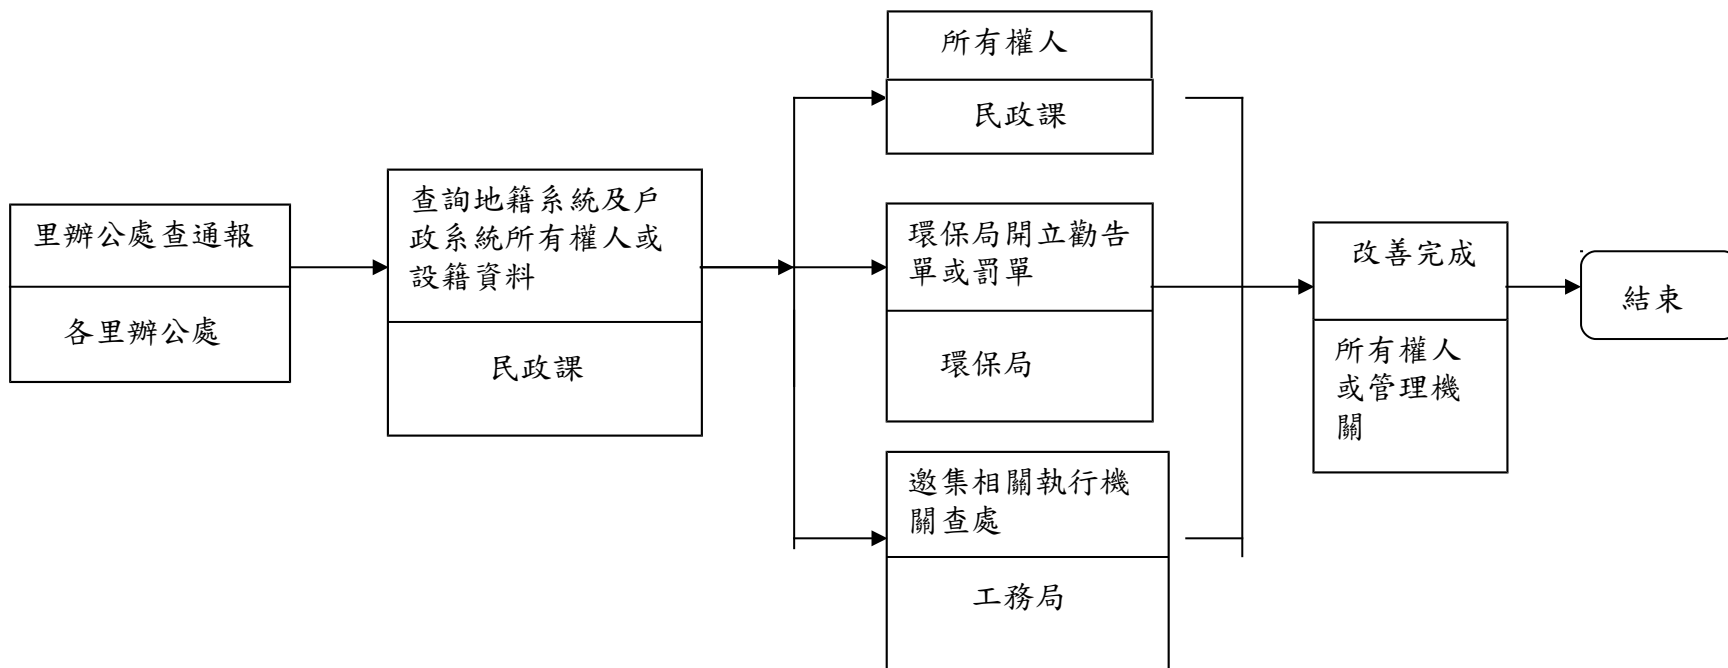 里辦公處查通報
各里辦公處
查詢地籍系統及戶
政系統所有權人或
設籍資料
民政課
所有權人
民政課
環保局開立勸告
單或罰單
環保局
邀集相關執行機
關查處
工務局
改善完成
所有權人
或管理機
關
結束